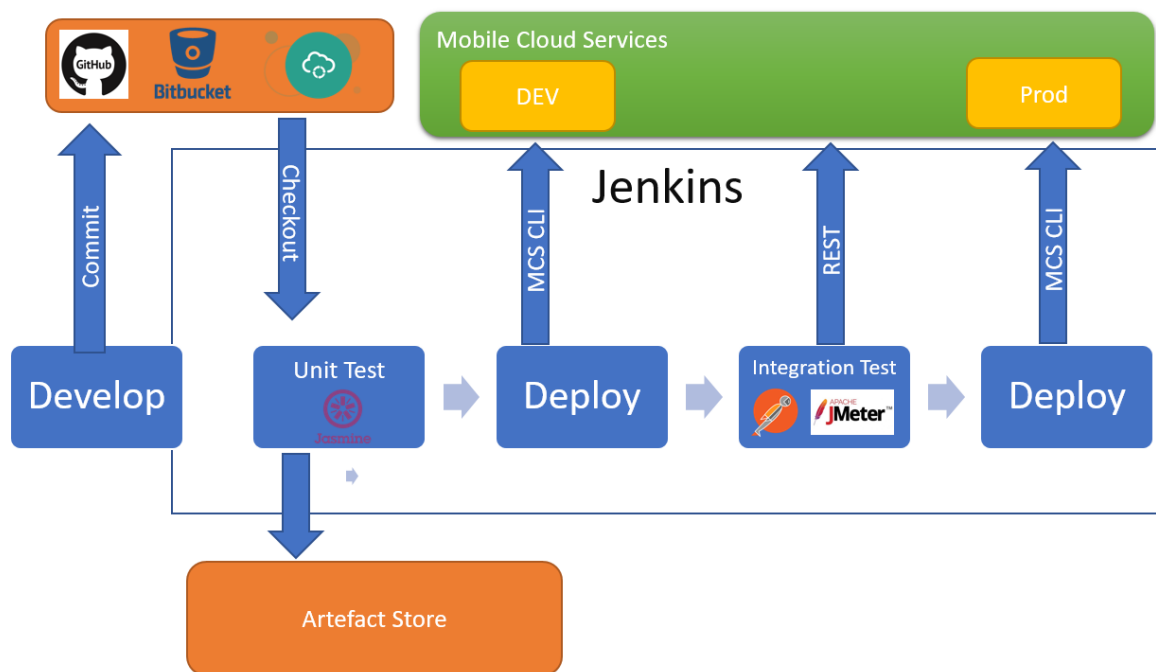 GitHub
Bitbucket
Mobile Cloud Services
DEV
Prod
Jenkins
Commit
Checkout
MCS CLI
REST
MCS CLI
Develop
Unit Test
Jasmine
Deploy
Integration Test
APACHE
JMeter™
Deploy
Artefact Store